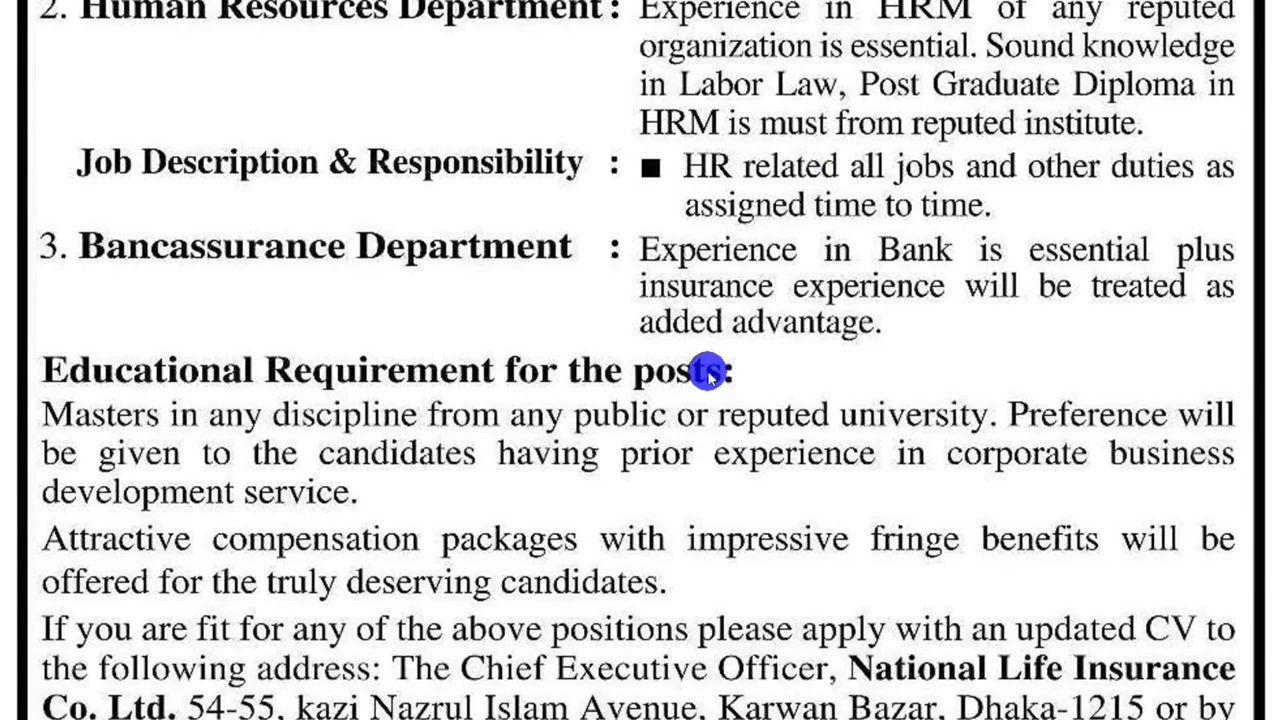 2. Human Resources Department : Experience in HRM of any reputed
organization is essential. Sound knowledge
in Labor Law, Post Graduate Diploma in
HRM is must from reputed institute.
Job Description & Responsibility : ■ HR related all jobs and other duties as
assigned time to time.
3. Bancassurance Department : Experience in Bank is essential plus
insurance experience will be treated as
added advantage.
Educational Requirement for the posts:
Masters in any discipline from any public or reputed university. Preference will
be given to the candidates having prior experience in corporate business
development service.
Attractive compensation packages with impressive fringe benefits will be
offered for the truly deserving candidates.
If you are fit for any of the above positions please apply with an updated CV to
the following address: The Chief Executive Officer, National Life Insurance
Co. Ltd. 54-55, kazi Nazrul Islam Avenue, Karwan Bazar, Dhaka-1215 or by